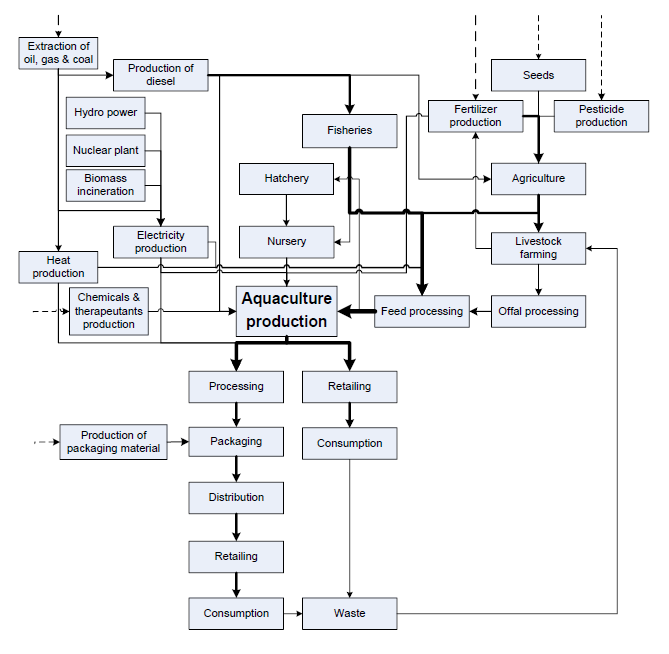 Extraction of
oil, gas & coal
Production of
diesel
Seeds
Hydro power
Fertilizer
production
Pesticide
production
Fisheries
Nuclear plant
Biomass
incineration
Hatchery
Agriculture
Electricity
production
Nursery
Livestock
farming
Heat
production
Chemicals &
therapeutants
production
Aquaculture
production
Feed processing
Offal processing
Processing
Retailing
Production of
packaging material
Packaging
Consumption
Distribution
Retailing
Consumption
Waste